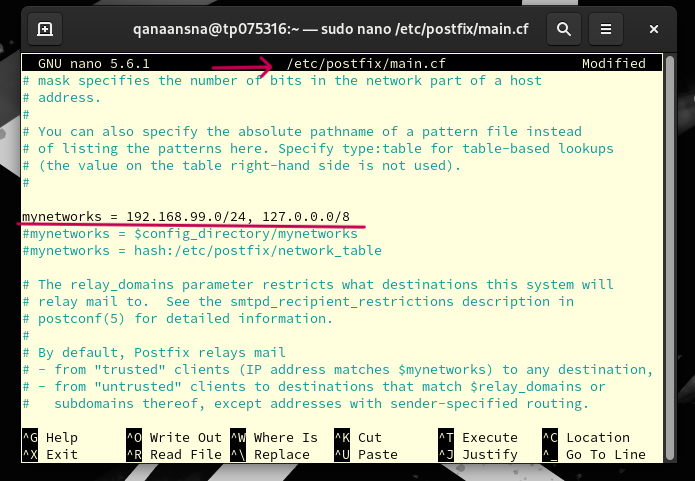 qanaansna@tp075316:~ — sudo nano /etc/postfix/main.cf
GNU nano 5.6.1 /etc/postfix/main.cf Modified
# mask specifies the number of bits in the network part of a host
# address.
#
# You can also specify the absolute pathname of a pattern file instead
# of listing the patterns here. Specify type:table for table-based lookups
# (the value on the table right-hand side is not used).
#
mynetworks = 192.168.99.0/24, 127.0.0.0/8
#mynetworks = $config_directory/mynetworks
#mynetworks = hash:/etc/postfix/network_table
# The relay_domains parameter restricts what destinations this system will
# relay mail to.  See the smtpd_recipient_restrictions description in
# postconf(5) for detailed information.
#
# By default, Postfix relays mail
# - from "trusted" clients (IP address matches $mynetworks) to any destination,
# - from "untrusted" clients to destinations that match $relay_domains or
#   subdomains thereof, except addresses with sender-specified routing.
^G Help ^O Write Out ^W Where Is ^K Cut ^T Execute ^C Location
^X Exit ^R Read File ^\ Replace ^U Paste ^J Justify ^_ Go To Line